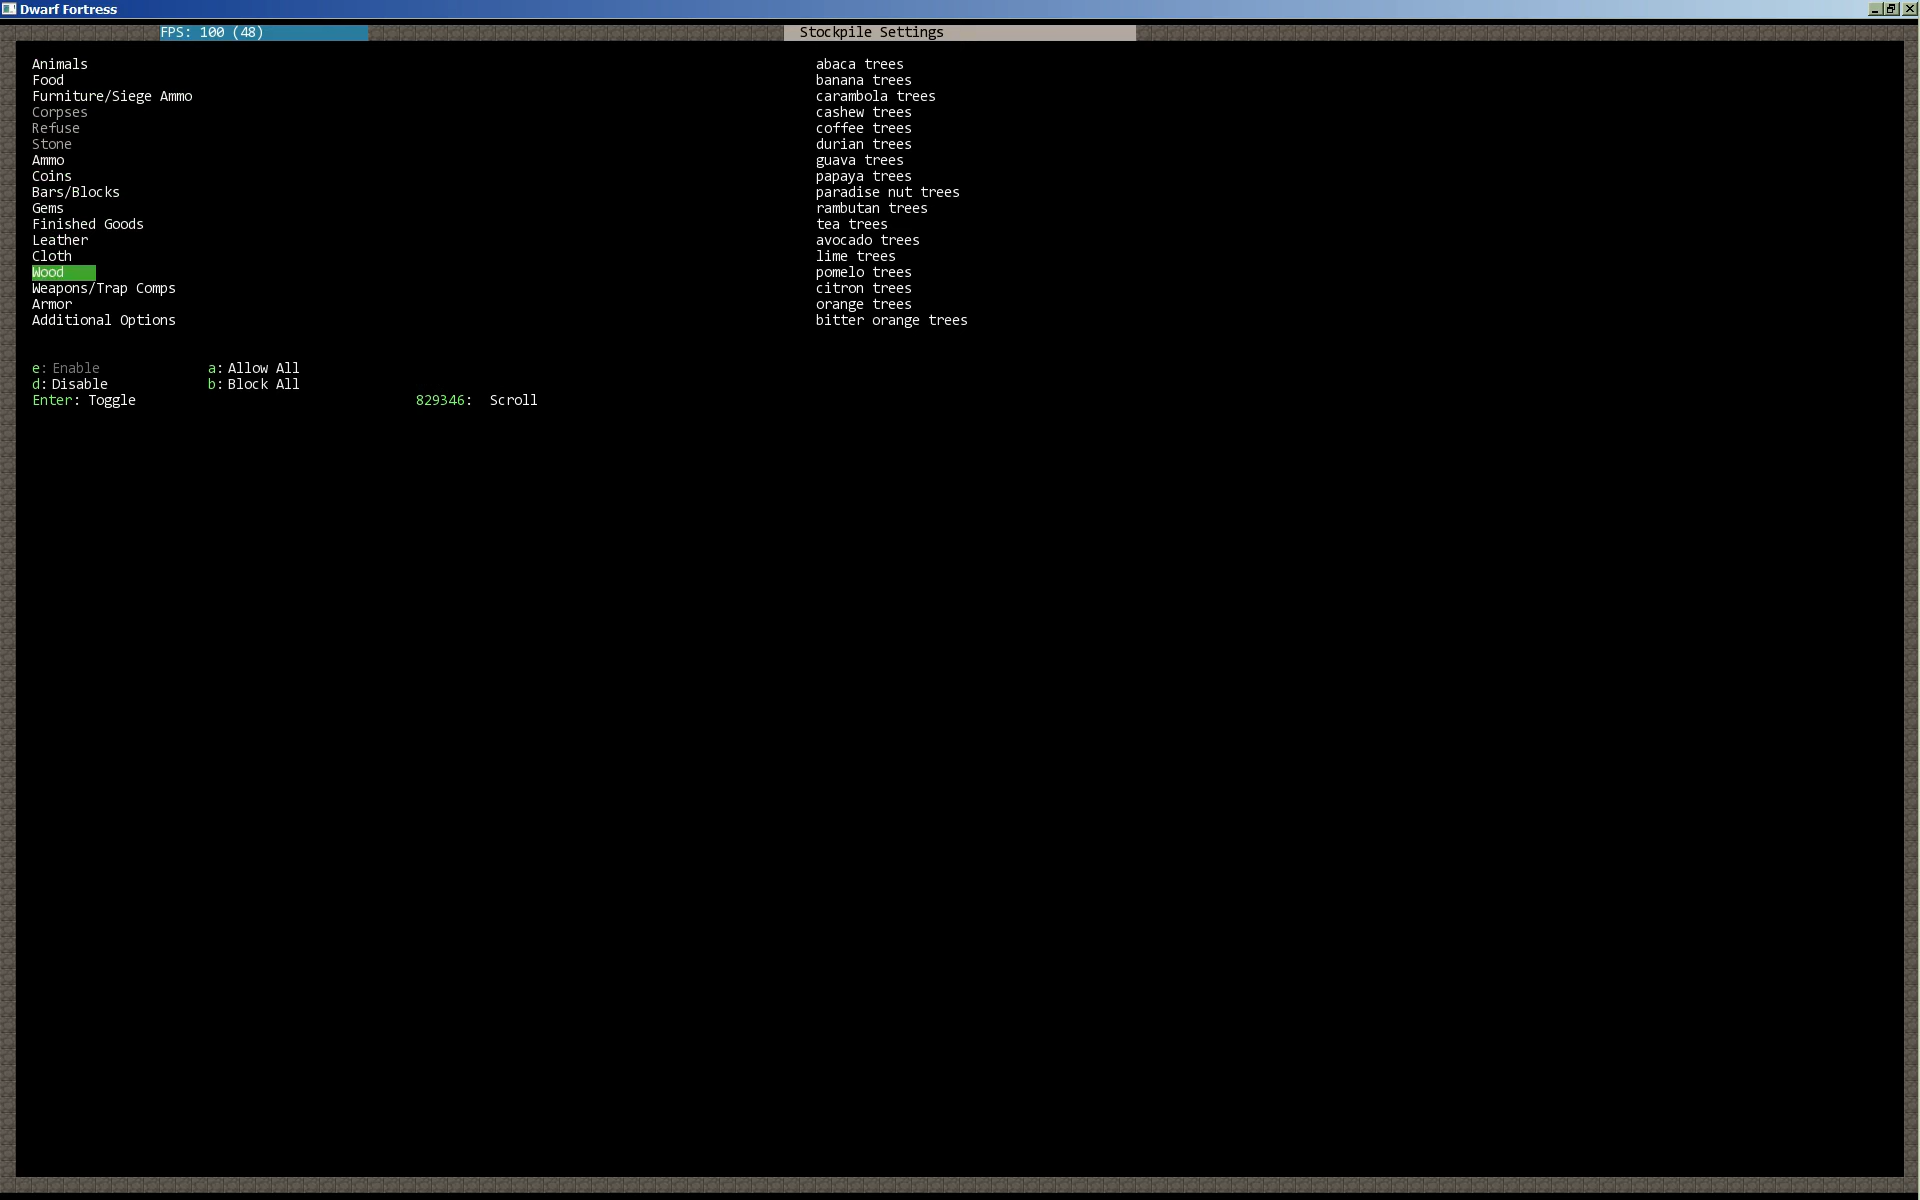 Dwarf Fortress
FPS: 100 (48)
Stockpile Settings
Animals
Food
Furniture/Siege Ammo
Corpses
Refuse
Stone
Ammo
Coins
Bars/Blocks
Gems
Finished Goods
Leather
Cloth
Wood
Weapons/Trap Comps
Armor
Additional Options
abaca trees
banana trees
carambola trees
cashew trees
coffee trees
durian trees
guava trees
papaya trees
paradise nut trees
rambutan trees
tea trees
avocado trees
lime trees
pomelo trees
citron trees
orange trees
bitter orange trees
e: Enable a: Allow All
d: Disable b: Block All
Enter: Toggle 829346: Scroll